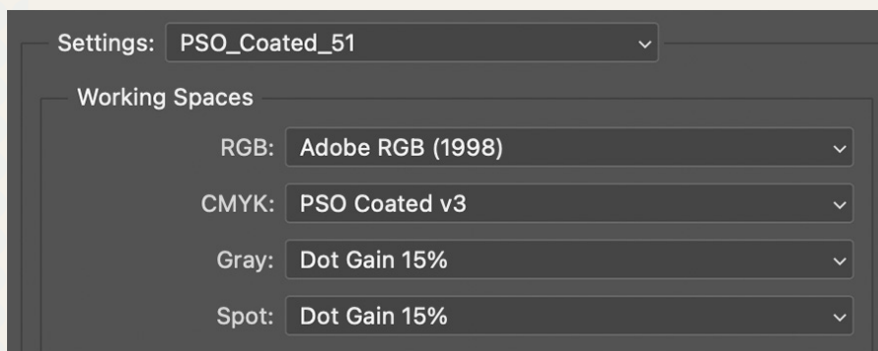 Settings: PSO_Coated_51
Working Spaces
RGB: Adobe RGB (1998)
CMYK: PSO Coated v3
Gray: Dot Gain 15%
Spot: Dot Gain 15%